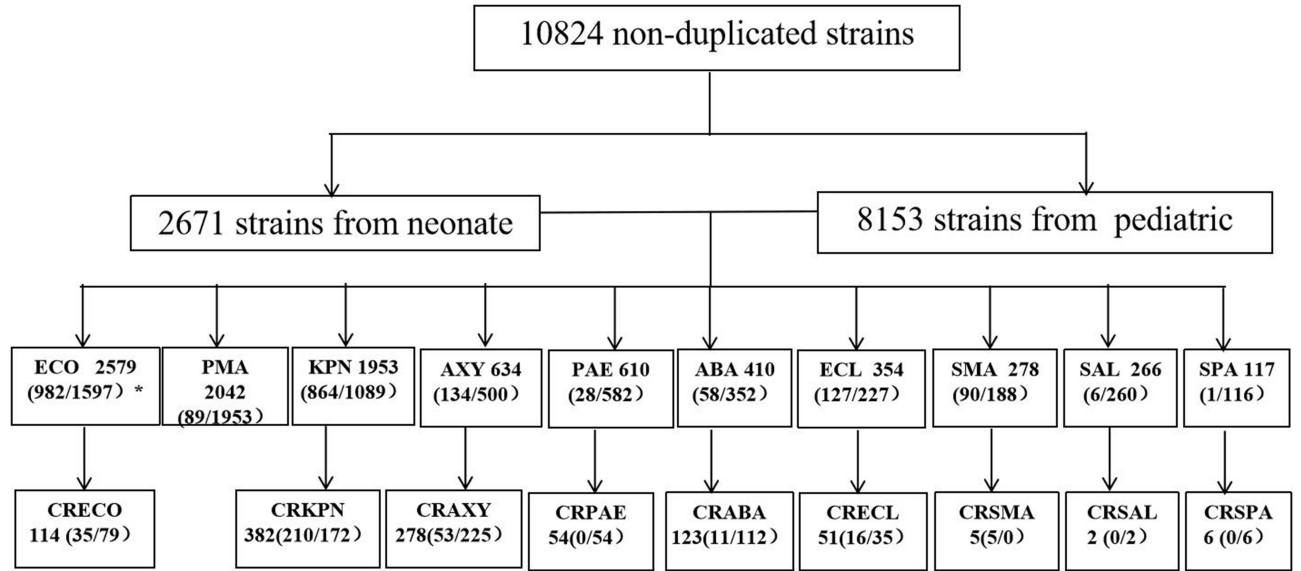 10824 non-duplicated strains
2671 strains from neonate
8153 strains from pediatric
ECO 2579
(982/1597) *
PMA
2042
(89/1953)
KPN 1953
(864/1089)
AXY 634
(134/500)
PAE 610
(28/582)
ABA 410
(58/352)
ECL 354
(127/227)
SMA 278
(90/188)
SAL 266
(6/260)
SPA 117
(1/116)
CRECO
114 (35/79)
CRKPN
382(210/172)
CRAXY
278(53/225)
CRPAE
54(0/54)
CRABA
123(11/112)
CRECL
51(16/35)
CRSMA
5(5/0)
CRSAL
2 (0/2)
CRSPA
6 (0/6)